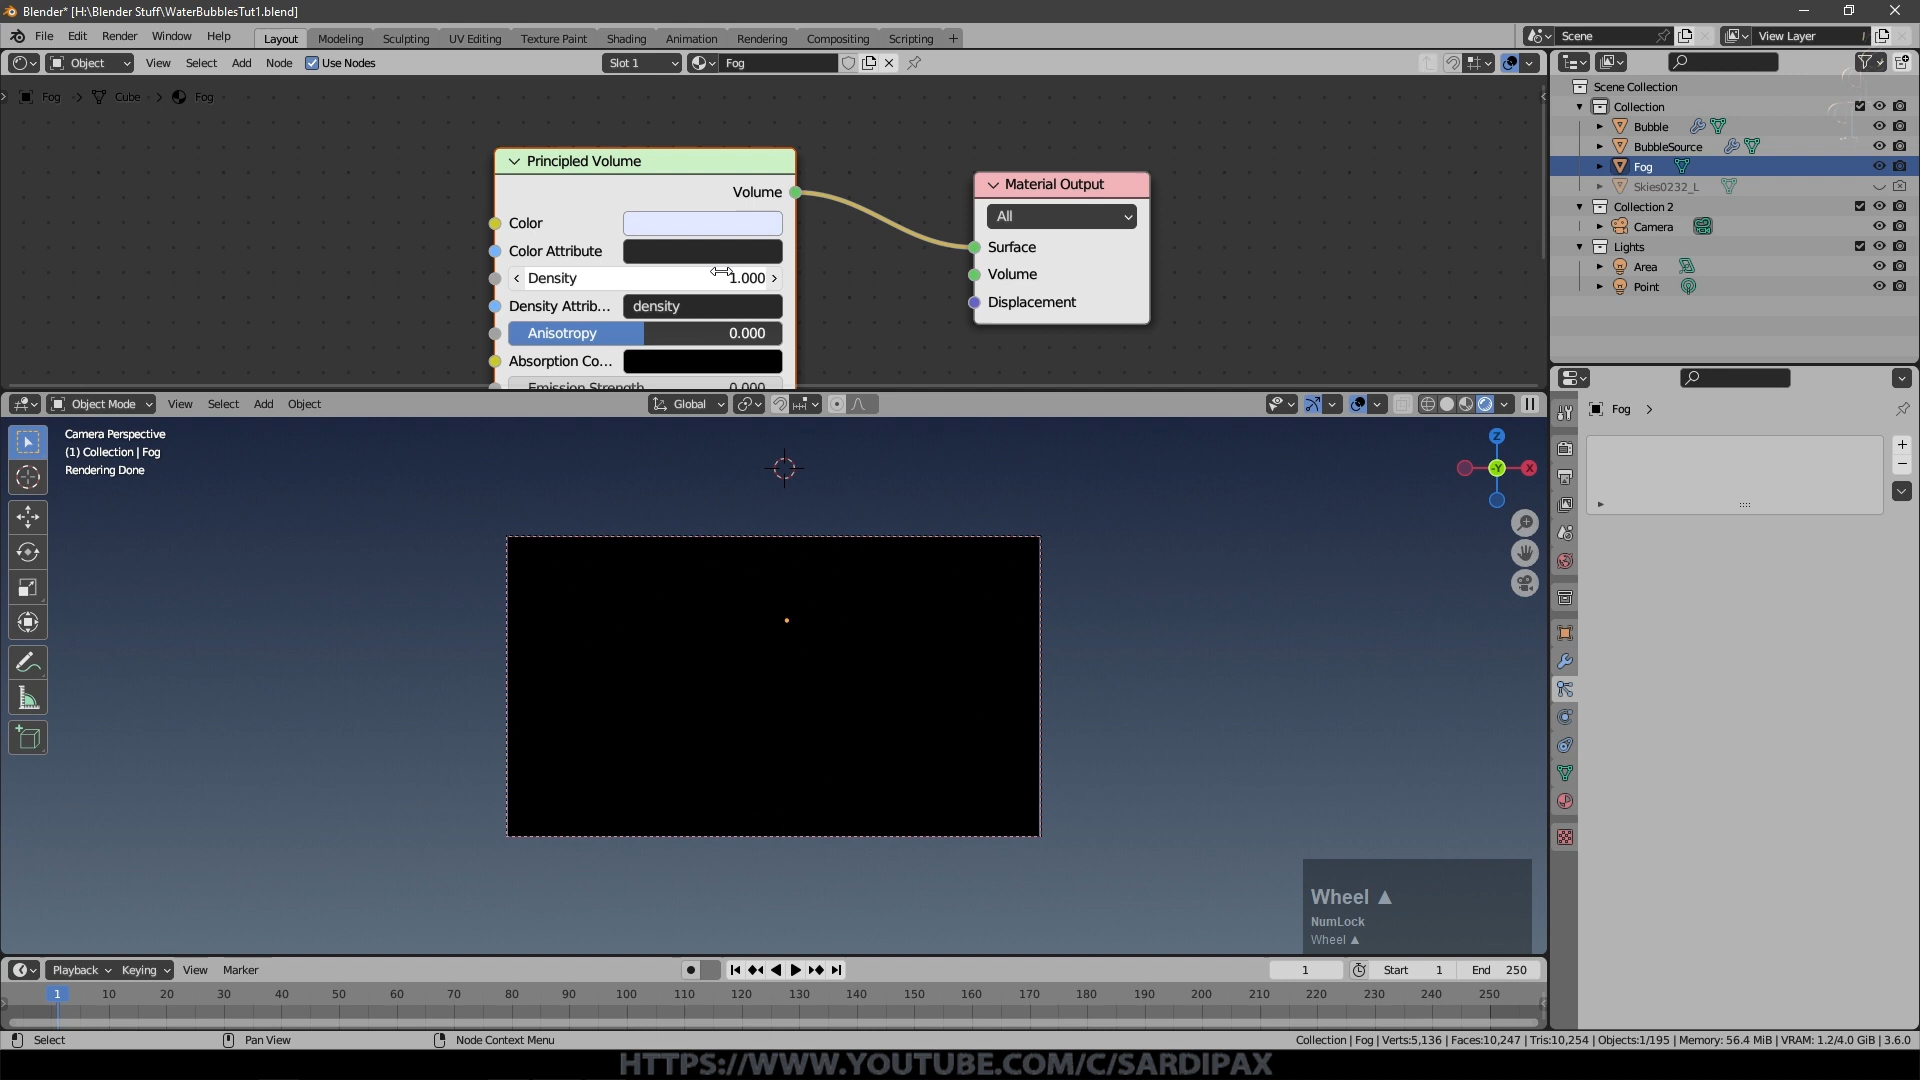 Blender* [H:\Blender Stuff\WaterBubblesTut1.blend]
File Edit Render Window Help Layout Modeling Sculpting UV Editing Texture Paint Shading Animation Rendering Compositing Scripting + Scene View Layer
Object View Select Add Node Use Nodes Slot 1 Fog
Fog > Cube > Fog
Scene Collection
Collection
Bubble
BubbleSource
Fog
Skies0232_L
Collection 2
Camera
Lights
Area
Point
Principled Volume
Volume
Color
Color Attribute
Density 1.000
Density Attrib... density
Anisotropy 0.000
Absorption Co...
Emission Strength 0.000
Material Output
All
Surface
Volume
Displacement
Object Mode View Select Add Object Global
Fog >
Camera Perspective
(1) Collection | Fog
Rendering Done
Z
-Y X
Wheel ▲
NumLock
Wheel ▲
Playback Keying View Marker 1 Start 1 End 250
1 10 20 30 40 50 60 70 80 90 100 110 120 130 140 150 160 170 180 190 200 210 220 230 240 250
Select Pan View Node Context Menu Collection | Fog | Verts:5,136 | Faces:10,247 | Tris:10,254 | Objects:1/195 | Memory: 56.4 MiB | VRAM: 1.2/4.0 GiB | 3.6.0
HTTPS://WWW.YOUTUBE.COM/C/SARDIPAX